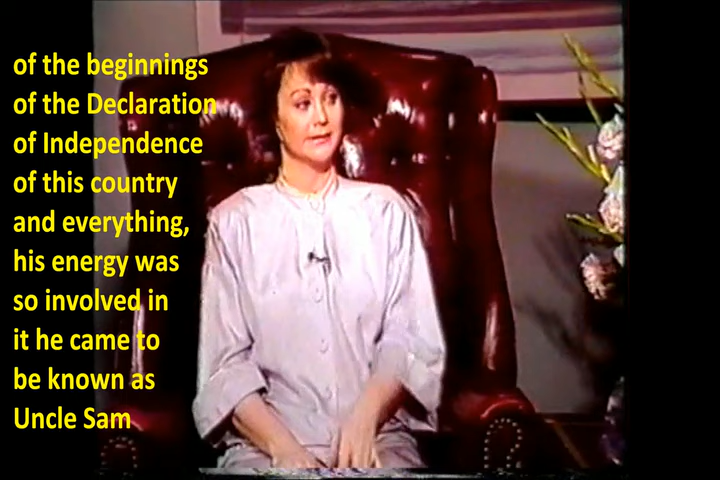 of the beginnings
of the Declaration
of Independence
of this country
and everything,
his energy was
so involved in
it he came to
be known as
Uncle Sam